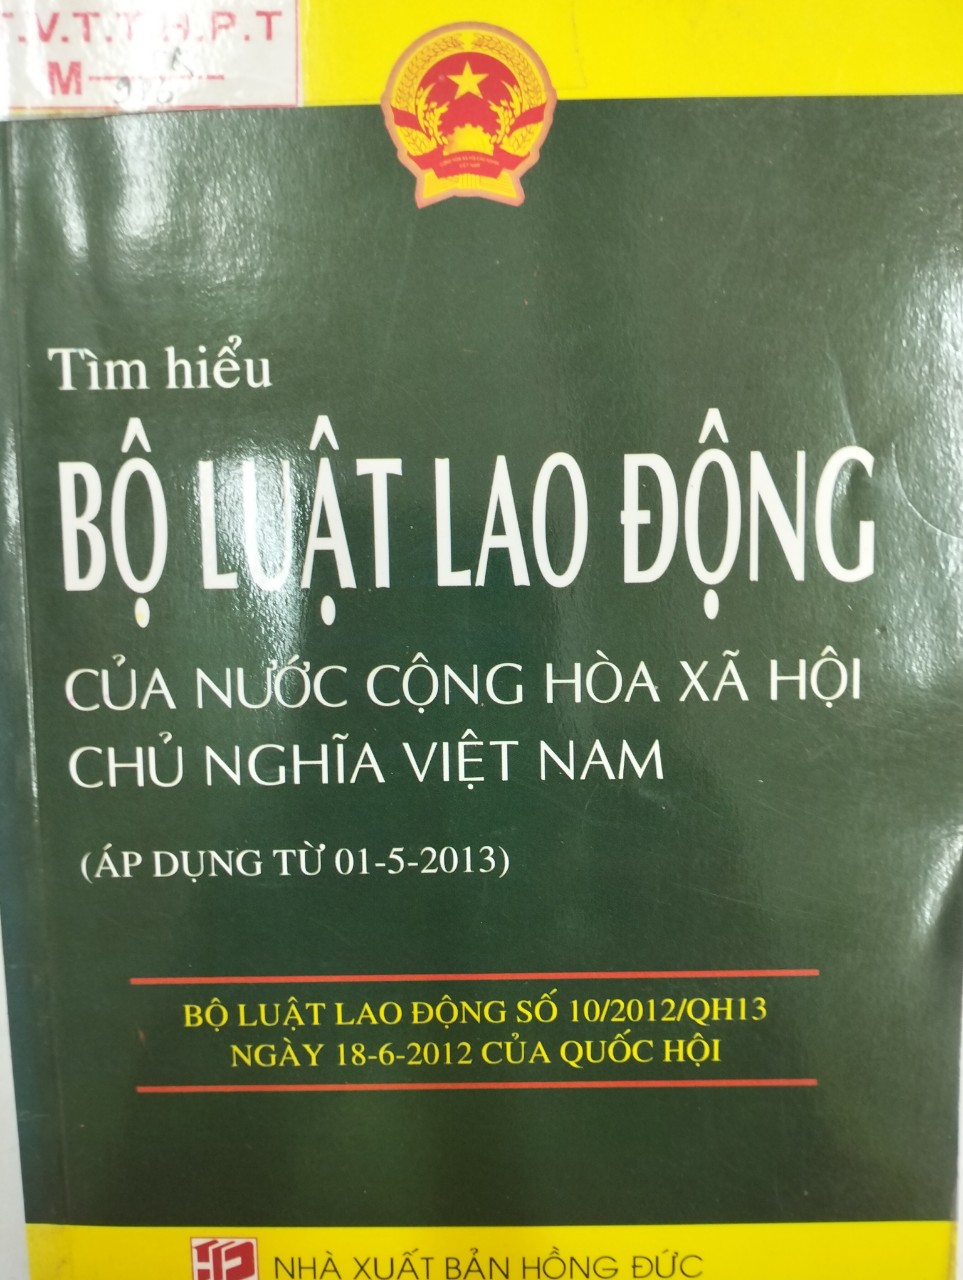 T.V.T.T.H.P.T
M
Tìm hiểu
BỘ LUẬT LAO ĐỘNG
CỦA NƯỚC CỘNG HÒA XÃ HỘI
CHỦ NGHĨA VIỆT NAM
(ÁP DỤNG TỪ 01-5-2013)
BỘ LUẬT LAO ĐỘNG SỐ 10/2012/QH13
NGÀY 18-6-2012 CỦA QUỐC HỘI
NHÀ XUẤT BẢN HỒNG ĐỨC